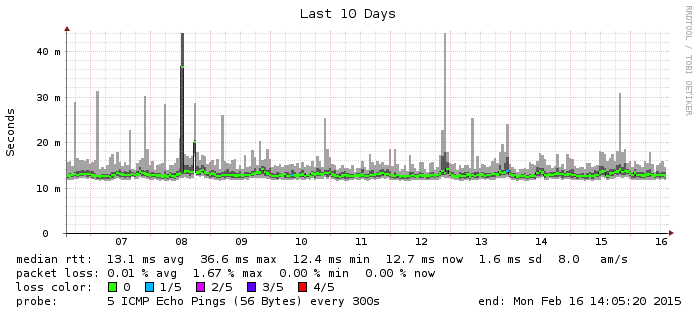 Last 10 Days
RRDTOOL / TOBI OETIKER
Seconds
40 m
30 m
20 m
10 m
0
07 08 09 10 11 12 13 14 15 16
median rtt: 13.1 ms avg 36.6 ms max 12.4 ms min 12.7 ms now 1.6 ms sd 8.0 am/s
packet loss: 0.01 % avg 1.67 % max 0.00 % min 0.00 % now
loss color: 0 1/5 2/5 3/5 4/5
probe: 5 ICMP Echo Pings (56 Bytes) every 300s end: Mon Feb 16 14:05:20 2015